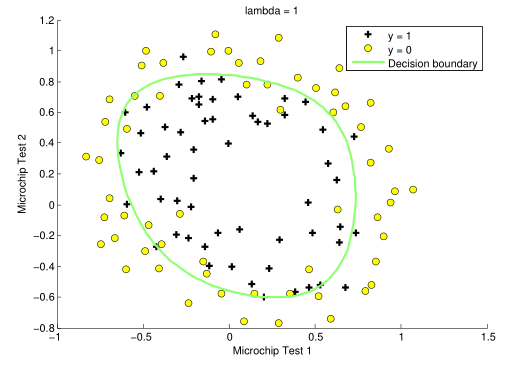 lambda = 1
y = 1
y = 0
Decision boundary
Microchip Test 2
1.2
1
0.8
0.6
0.4
0.2
0
−0.2
−0.4
−0.6
−0.8
−1
−0.5
0
0.5
1
1.5
Microchip Test 1